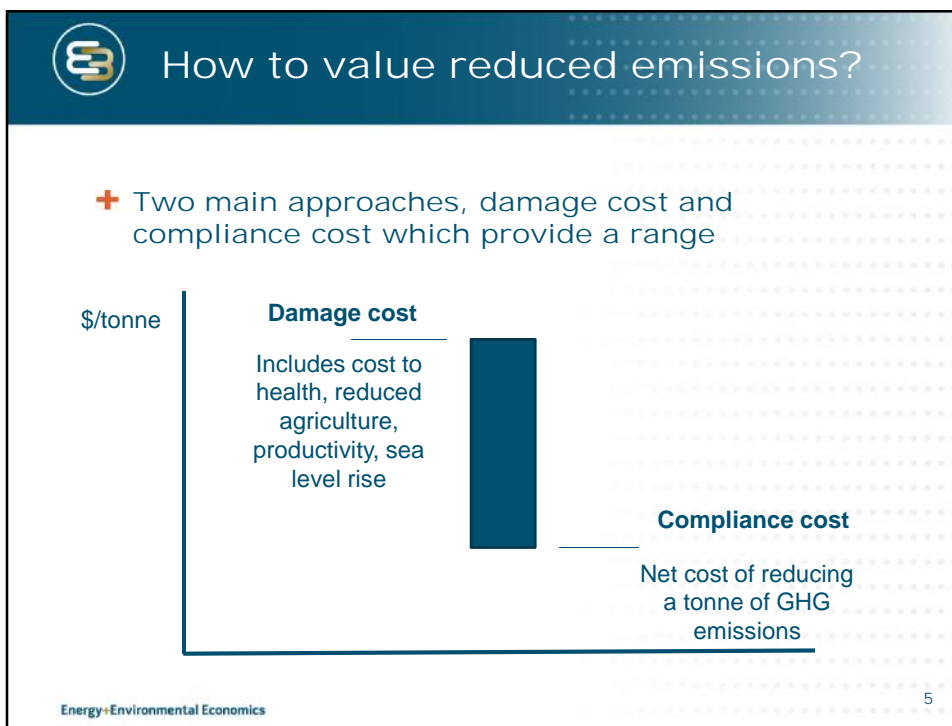 How to value reduced emissions?
+ Two main approaches, damage cost and
compliance cost which provide a range
$/tonne
Damage cost
Includes cost to
health, reduced
agriculture,
productivity, sea
level rise
Compliance cost
Net cost of reducing
a tonne of GHG
emissions
Energy+Environmental Economics
5